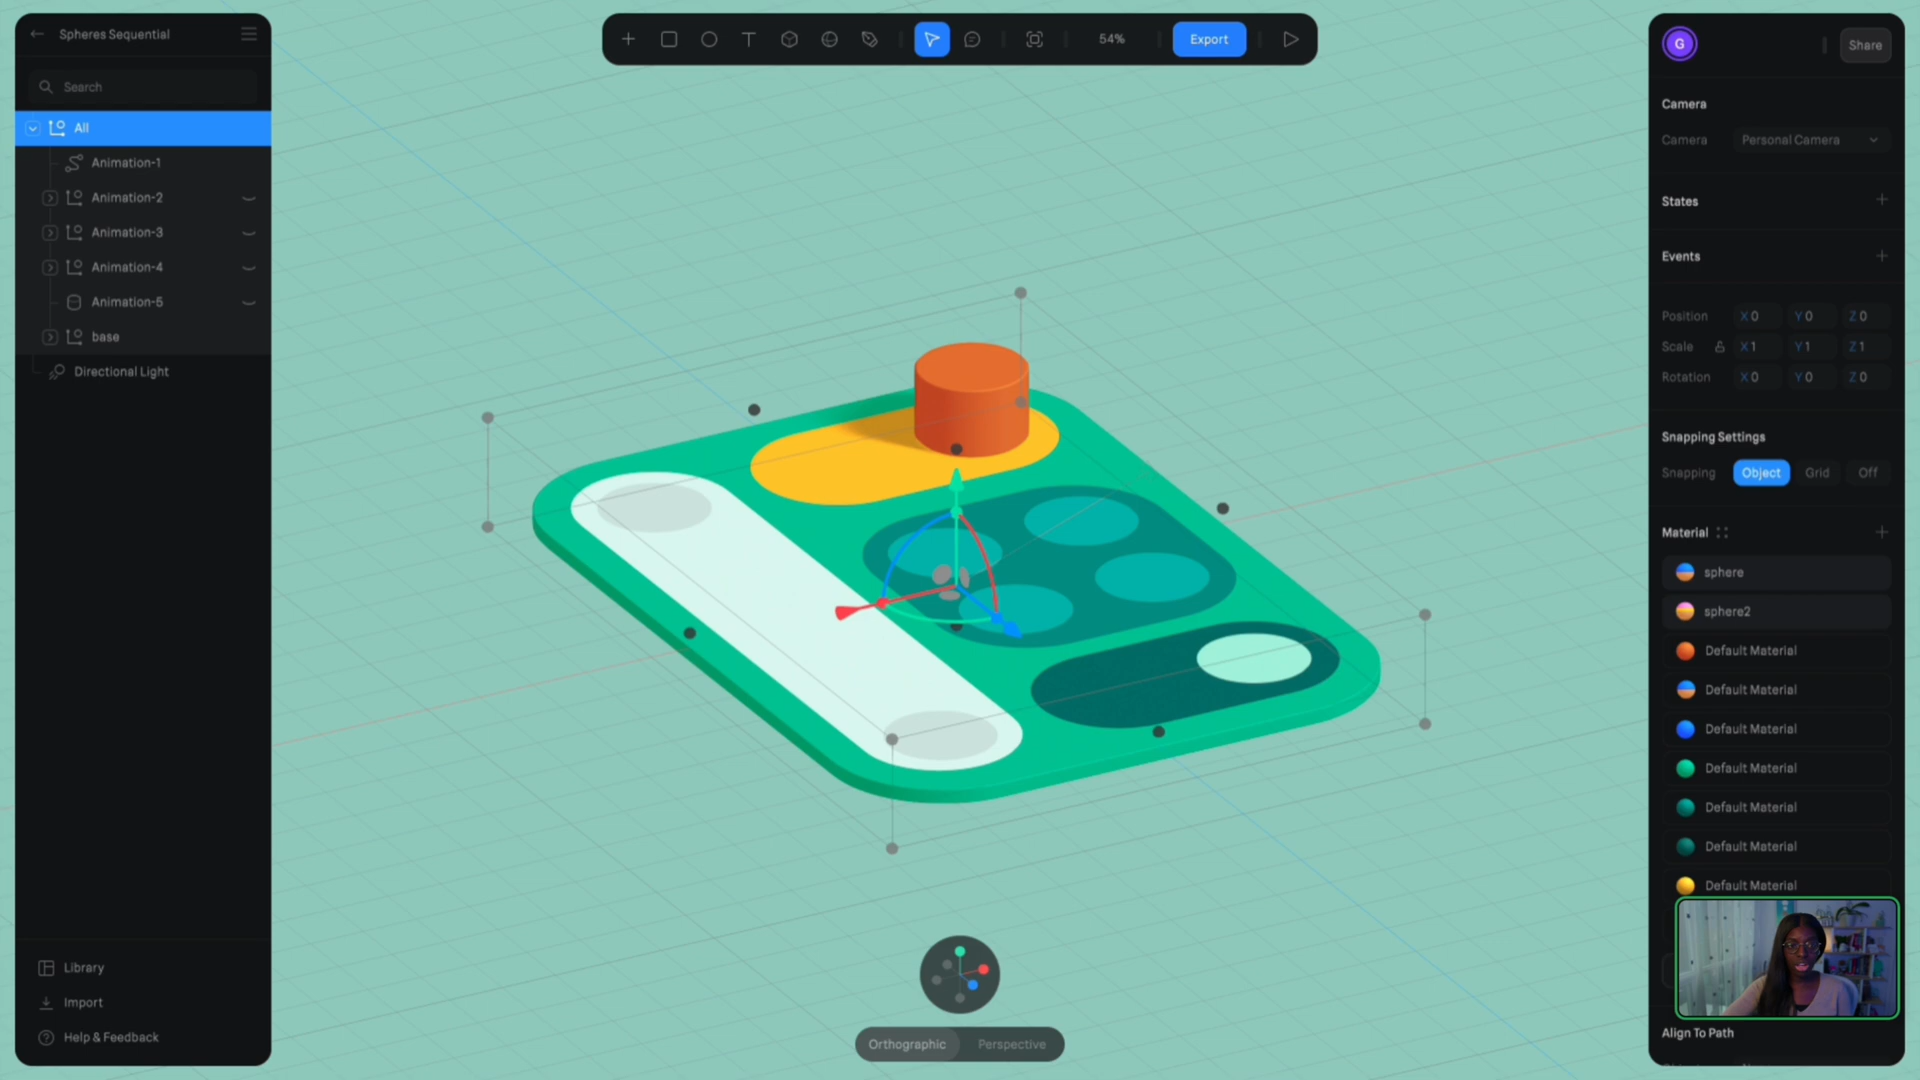 Spheres Sequential
Search
All
Animation-1
Animation-2
Animation-3
Animation-4
Animation-5
base
Directional Light
Library
Import
Help & Feedback
54%
Export
Orthographic
Perspective
G
Share
Camera
Camera Personal Camera
States
Events
Position X 0 Y 0 Z 0
Scale X 1 Y 1 Z 1
Rotation X 0 Y 0 Z 0
Snapping Settings
Snapping Object Grid Off
Material
sphere
sphere2
Default Material
Default Material
Default Material
Default Material
Default Material
Default Material
Default Material
Align To Path